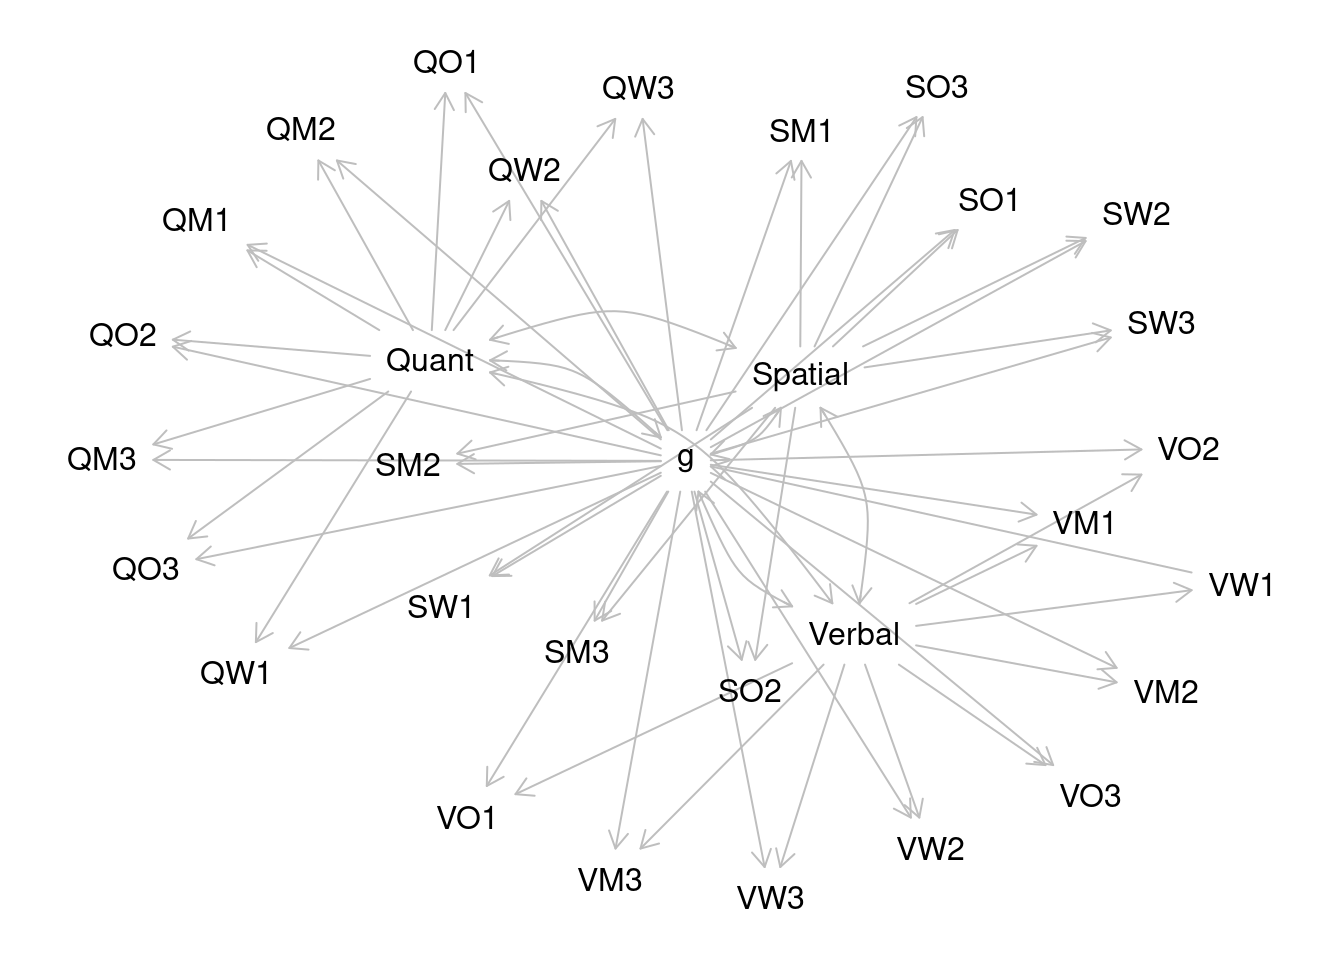 QO1
QW3
SO3
QM2
SM1
QW2
SO1
QM1
SW2
SW3
QO2
Quant
Spatial
VO2
QM3
SM2
g
VM1
QO3
VW1
SW1
Verbal
SM3
QW1
SO2
VM2
VO3
VO1
VW2
VM3
VW3